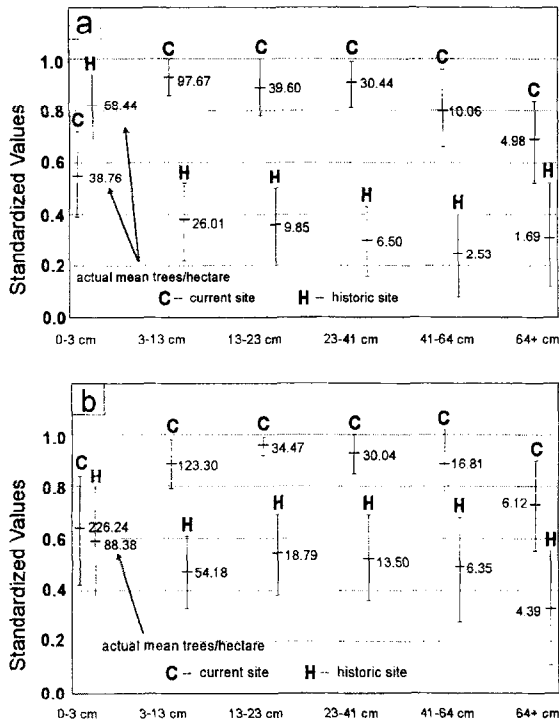 a
Standardized Values
1.0
0.8
0.6
0.4
0.2
0.0
C
H
C
C
C
C
C
H
H
H
H
H
59.44
38.76
97.67
26.01
39.60
9.85
30.44
6.50
10.06
2.53
4.98
1.69
actual mean trees/hectare
C -- current site H -- historic site
0-3 cm 3-13 cm 13-23 cm 23-41 cm 41-64 cm 64+ cm
b
Standardized Values
1.0
0.8
0.6
0.4
0.2
0.0
C
H
C
C
C
C
C
H
H
H
H
H
226.24
88.38
123.30
54.18
34.47
18.79
30.04
13.50
16.81
6.35
6.12
4.39
actual mean trees/hectare
C -- current site H -- historic site
0-3 cm 3-13 cm 13-23 cm 23-41 cm 41-64 cm 64+ cm